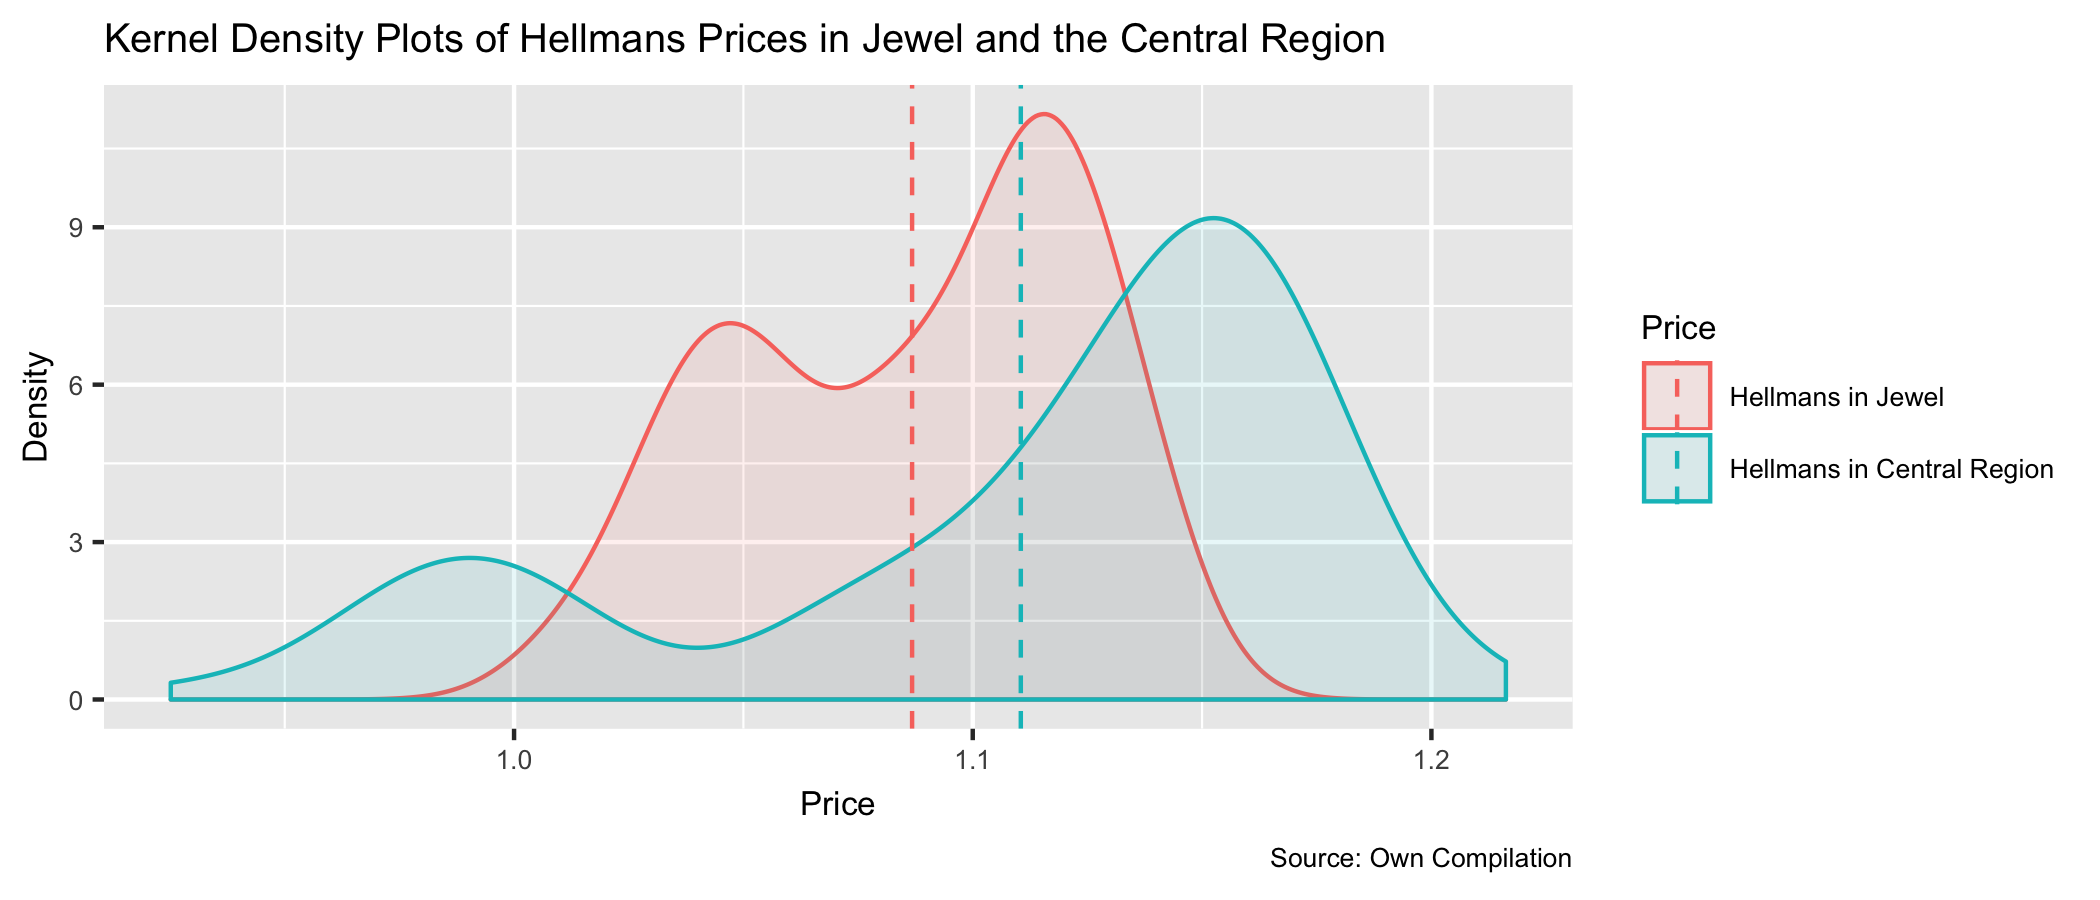 Kernel Density Plots of Hellmans Prices in Jewel and the Central Region
9
6
3
0
Density
1.0
1.1
1.2
Price
Price
Hellmans in Jewel
Hellmans in Central Region
Source: Own Compilation